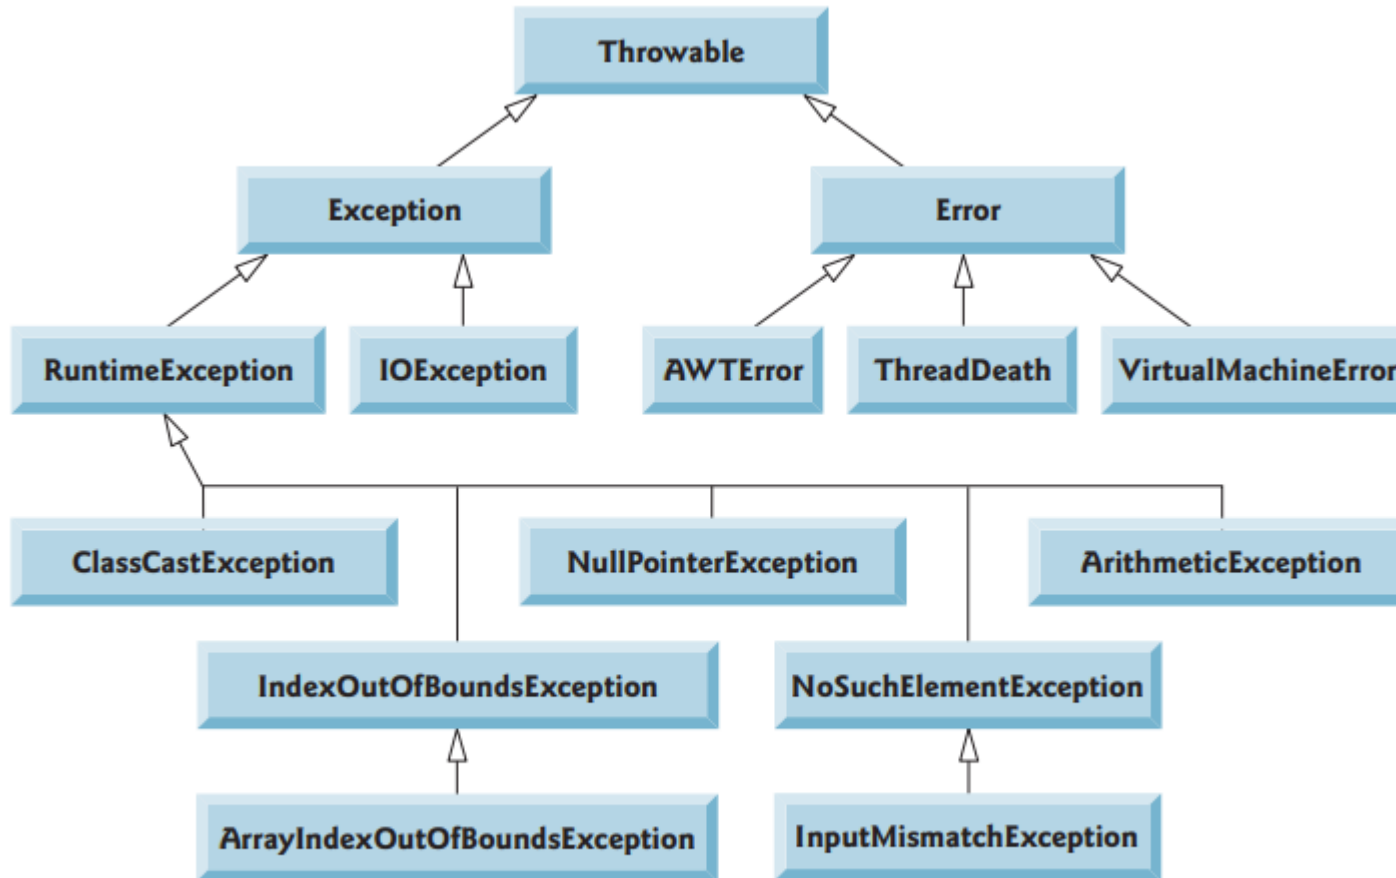 Throwable
Exception
Error
RuntimeException
IOException
AWTError
ThreadDeath
VirtualMachineError
ClassCastException
NullPointerException
ArithmeticException
IndexOutOfBoundsException
NoSuchElementException
ArrayIndexOutOfBoundsException
InputMismatchException